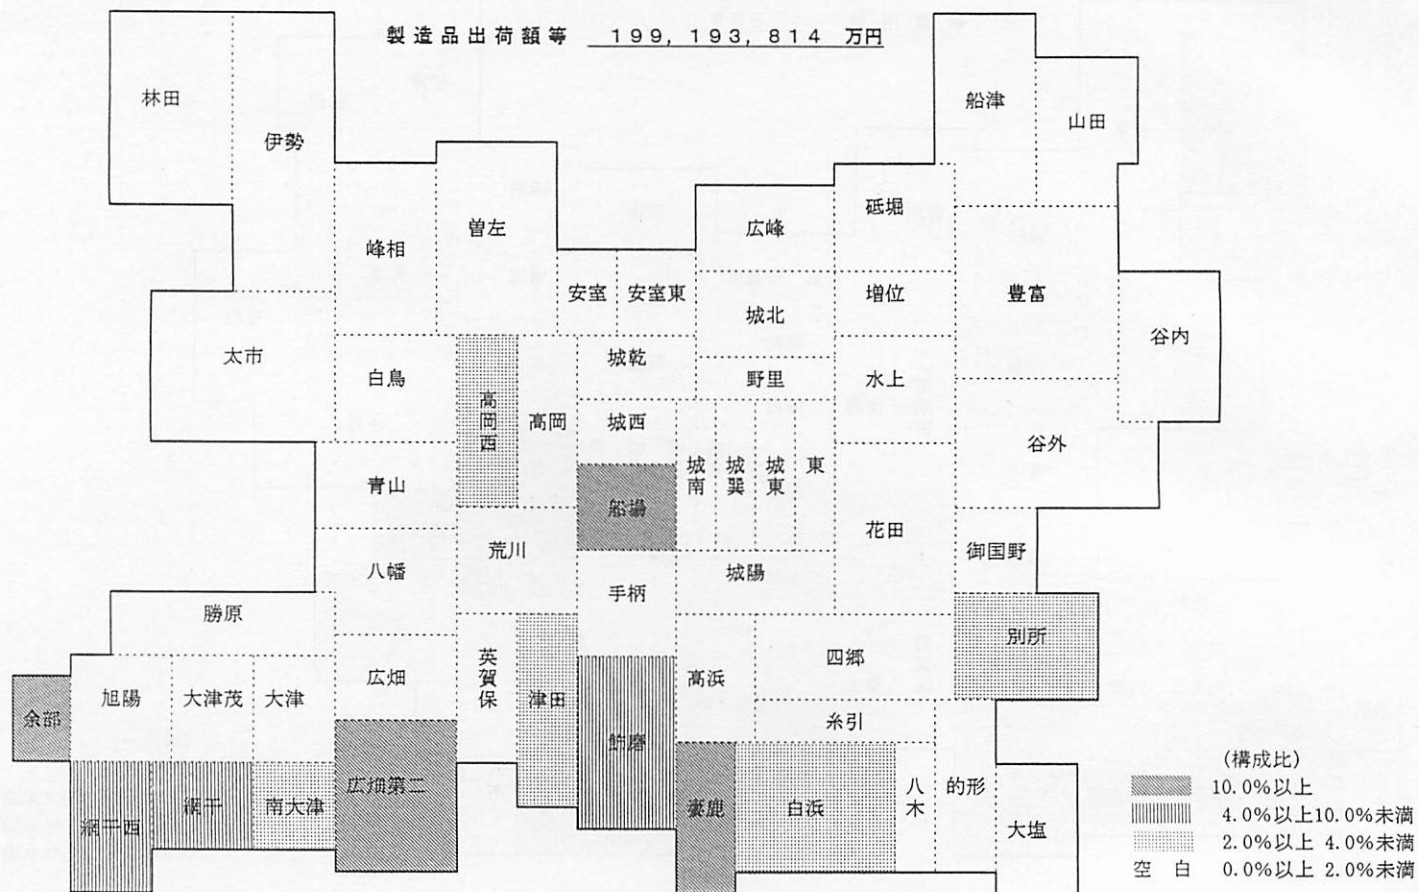 製造品出荷額等 199,193,814 万円
林田
伊勢
船津
山田
峰相
曽左
広峰
砥堀
安室
安室東
城北
増位
豊富
谷内
太市
白鳥
高岡西
高岡
城乾
野里
水上
城西
谷外
青山
船場
城南
城巽
城東
東
花田
荒川
御国野
八幡
手柄
城陽
勝原
別所
広畑
英賀保
津田
高浜
四郷
余部
旭陽
大津茂
大津
飾磨
糸引
網干西
網干
南大津
広畑第二
妻鹿
白浜
八木
的形
大塩
(構成比)
10.0%以上
4.0%以上10.0%未満
2.0%以上 4.0%未満
空白 0.0%以上 2.0%未満